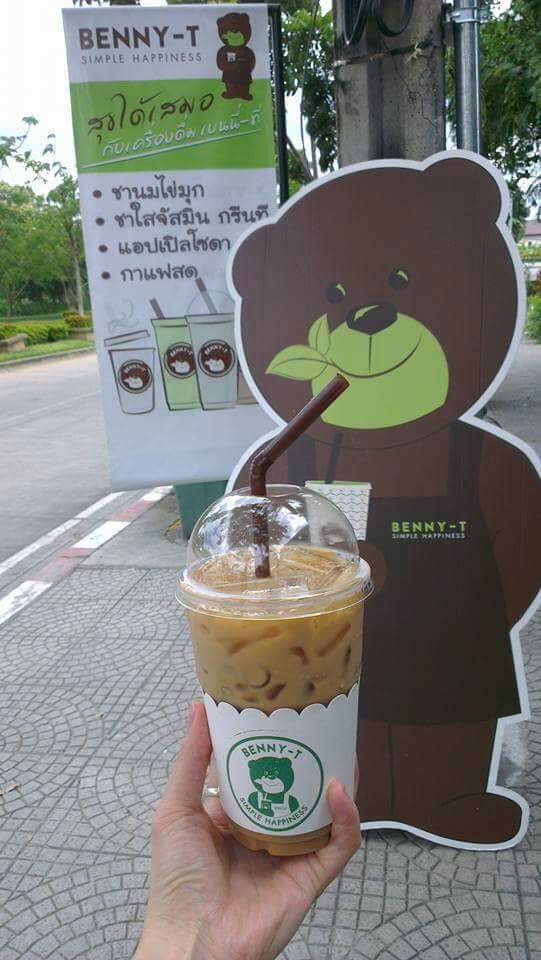 BENNY-T
SIMPLE HAPPINESS
สุขได้เสมอ
กับเครื่องดื่ม เบนนี่-ที
• ชานมไข่มุก
• ชาใสจัสมิน กรีนที
• แอปเปิลโซดา
• กาแฟสด
BENNY-T
BENNY-T
BENNY-T
BENNY-T
SIMPLE HAPPINESS
BENNY-T
SIMPLE HAPPINESS